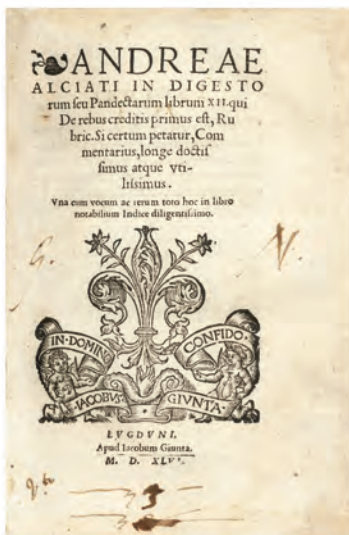 ANDREAE
ALCIATI IN DIGESTO
rum seu Pandectarum librum XII. qui
De rebus creditis primus est, Ru
bric. Si certum petatur, Com
mentarius, longe doctis
simus atque vti-
lissimus.
Vna cum vocum ac rerum toto hoc in libro
notabilium Indice diligentissimo.
G. V.
IN·DOMINO CONFIDO·
IACOBVS· GIVNTA·
LVGDVNI,
Apud Iacobum Giunta.
M. D. XLV